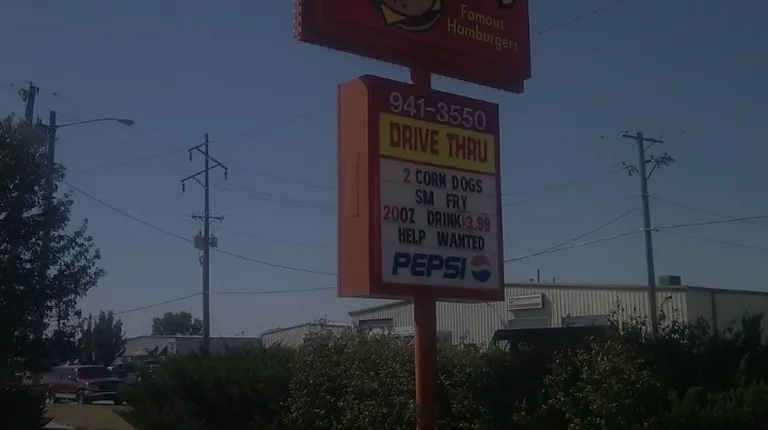 Famous
Hamburgers
941-3550
DRIVE THRU
2 CORN DOGS
SM FRY
20OZ DRINK $3.99
HELP WANTED
PEPSI